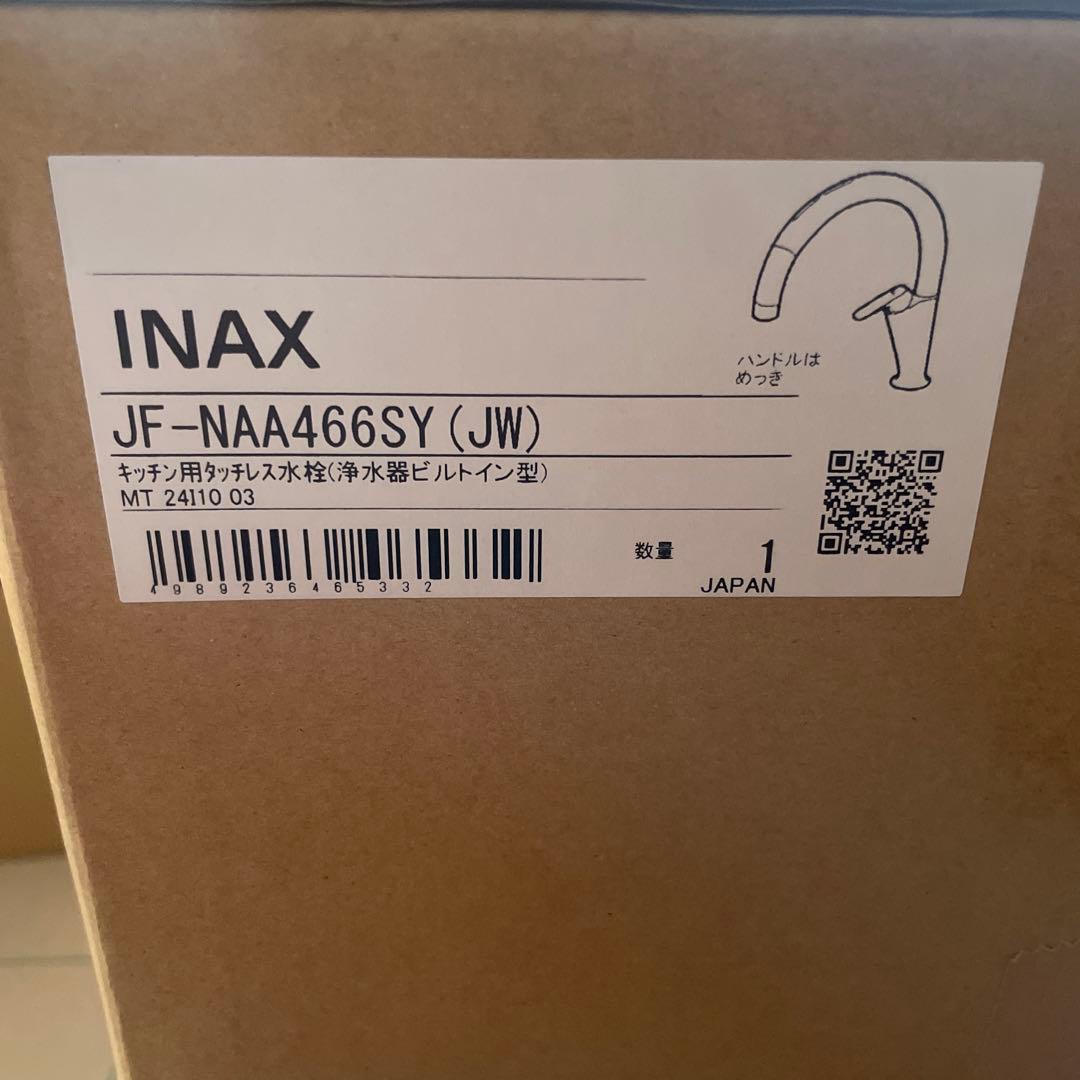 INAX
ハンドルは
めっき
JF-NAA466SY(JW)
キッチン用タッチレス水栓(浄水器ビルトイン型)
MT 24I10 03
4989236465332
数量 1
JAPAN